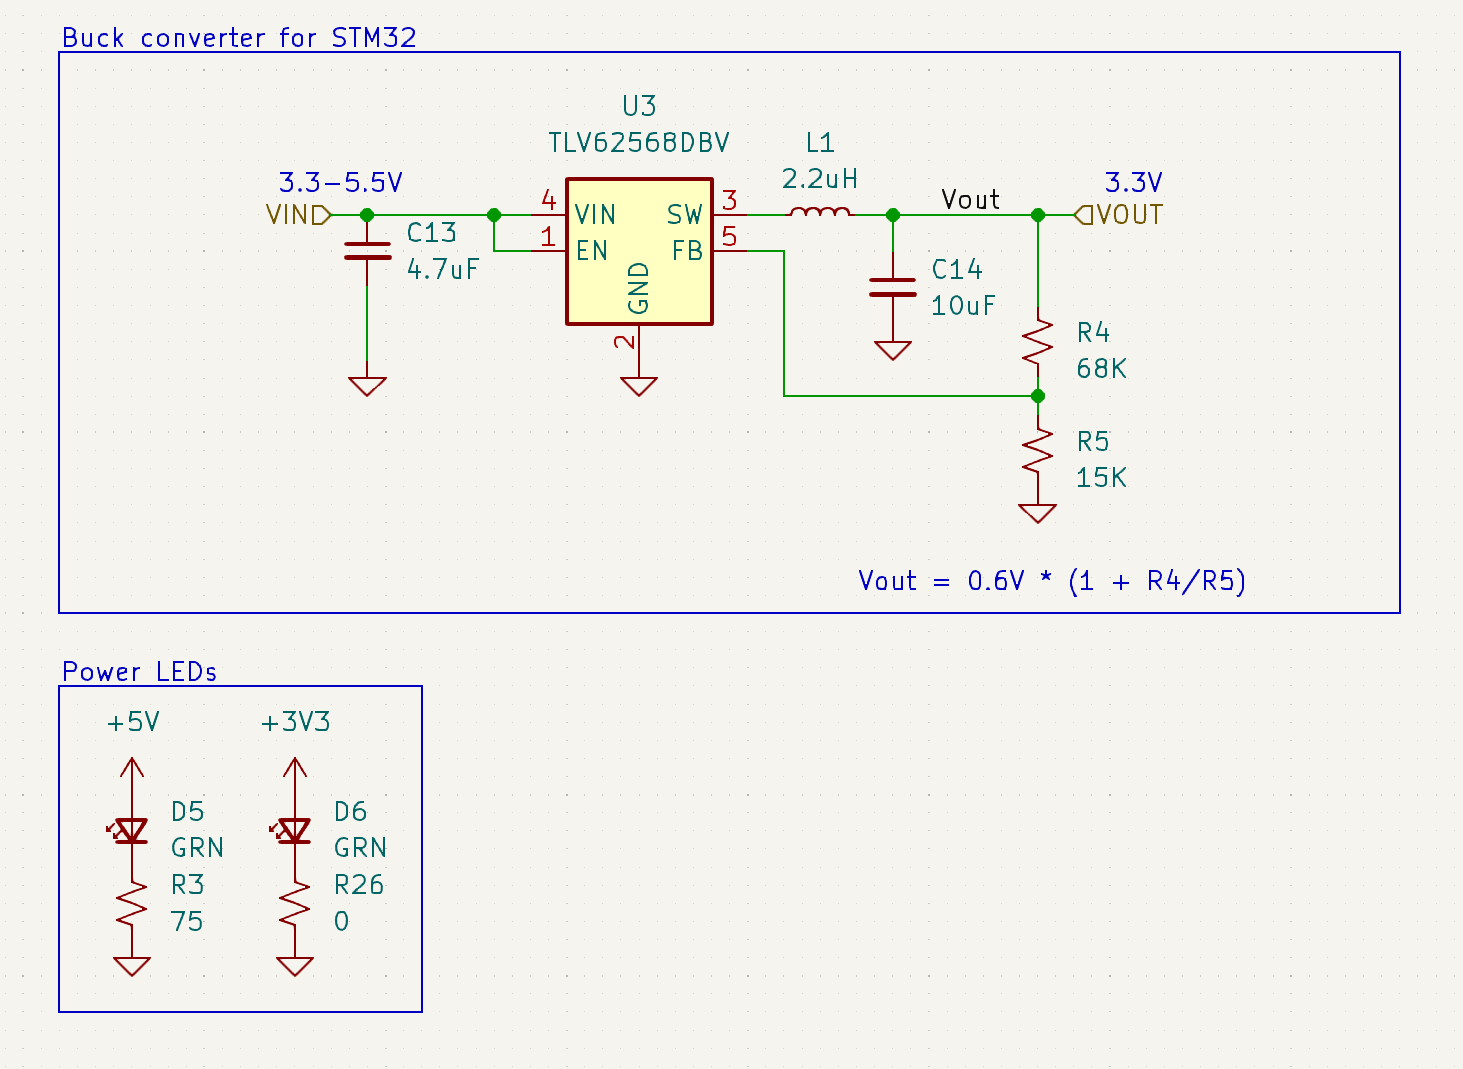 Buck converter for STM32
U3
TLV62568DBV
L1
2.2uH
3.3-5.5V
VIN
C13
4.7uF
4
VIN
1
EN
GND
2
SW
3
FB
5
Vout
3.3V
VOUT
C14
10uF
R4
68K
R5
15K
Vout = 0.6V * (1 + R4/R5)
Power LEDs
+5V
+3V3
D5
GRN
R3
75
D6
GRN
R26
0